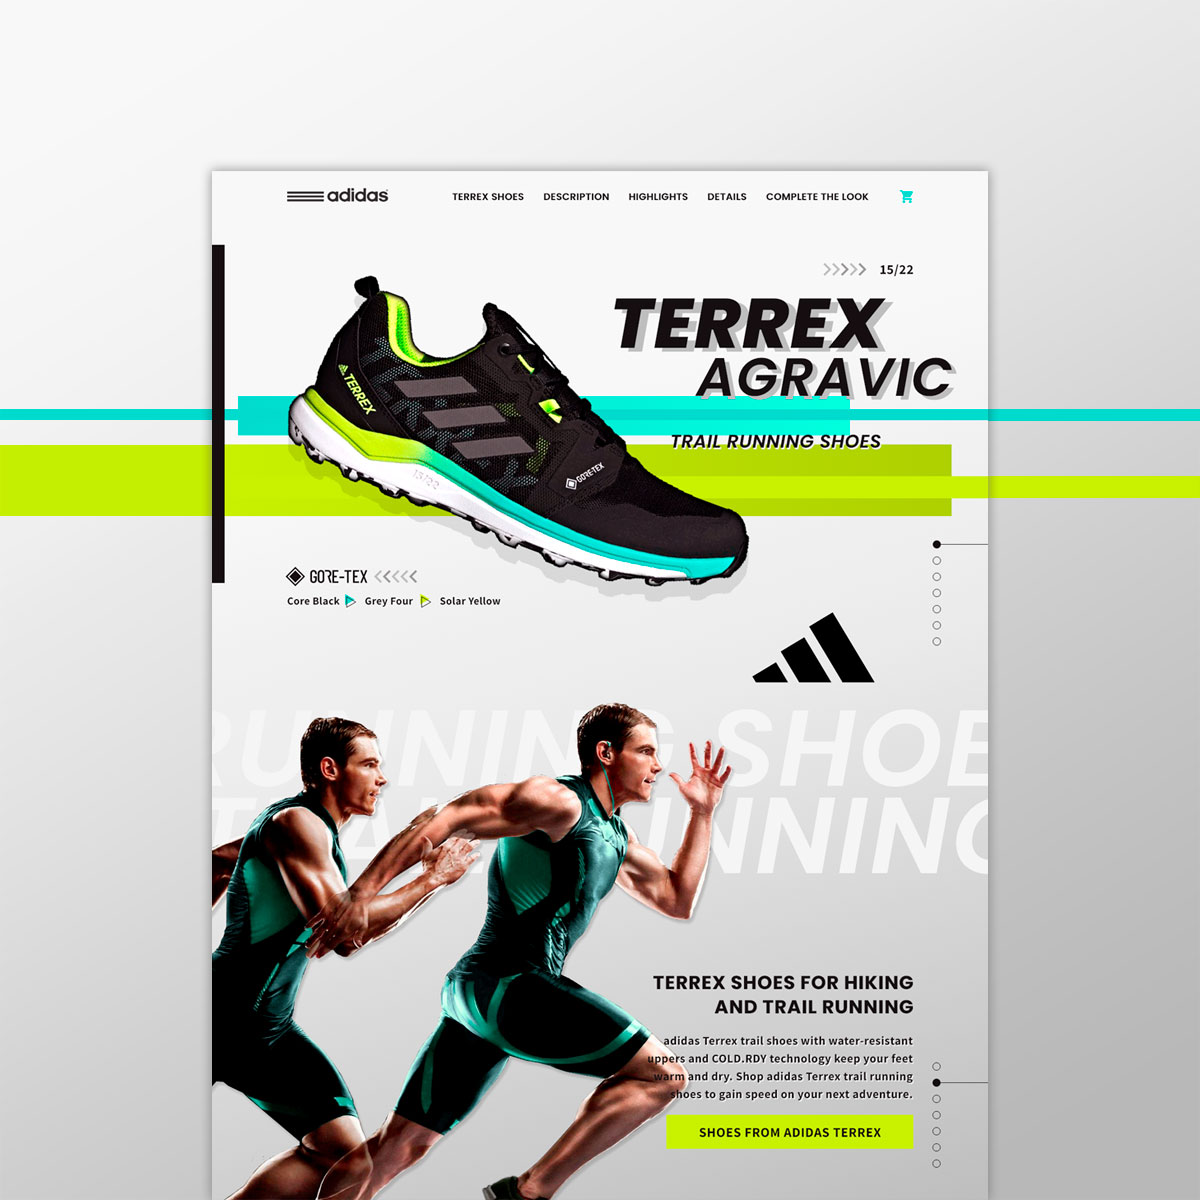 adidas
TERREX SHOES DESCRIPTION HIGHLIGHTS DETAILS COMPLETE THE LOOK
15/22
TERREX
AGRAVIC
TRAIL RUNNING SHOES
TERREX
GORE-TEX
GORE-TEX
Core Black Grey Four Solar Yellow
RUNNING SHOE
TRAIL RUNNING
TERREX SHOES FOR HIKING
AND TRAIL RUNNING
adidas Terrex trail shoes with water-resistant
uppers and COLD.RDY technology keep your feet
warm and dry. Shop adidas Terrex trail running
shoes to gain speed on your next adventure.
SHOES FROM ADIDAS TERREX